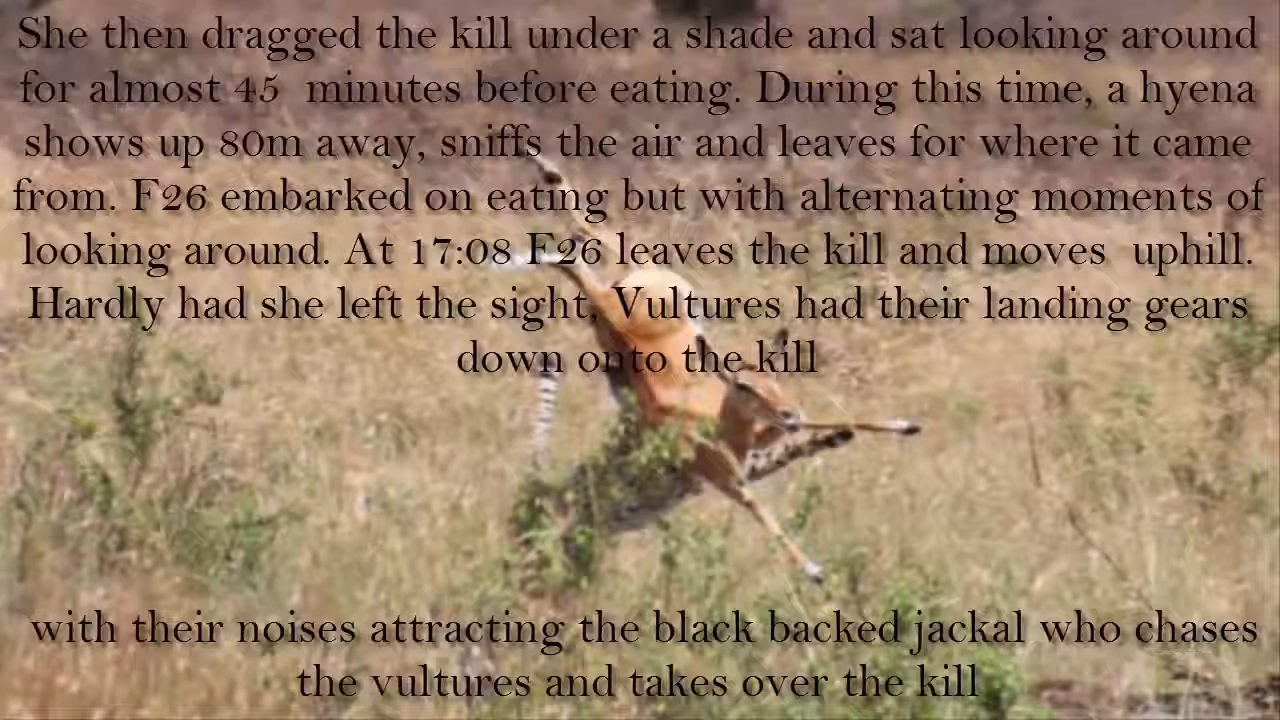 She then dragged the kill under a shade and sat looking around
for almost 45 minutes before eating. During this time, a hyena
shows up 80m away, sniffs the air and leaves for where it came
from. F26 embarked on eating but with alternating moments of
looking around. At 17:08 F26 leaves the kill and moves uphill.
Hardly had she left the sight, Vultures had their landing gears
down onto the kill
with their noises attracting the black backed jackal who chases
the vultures and takes over the kill